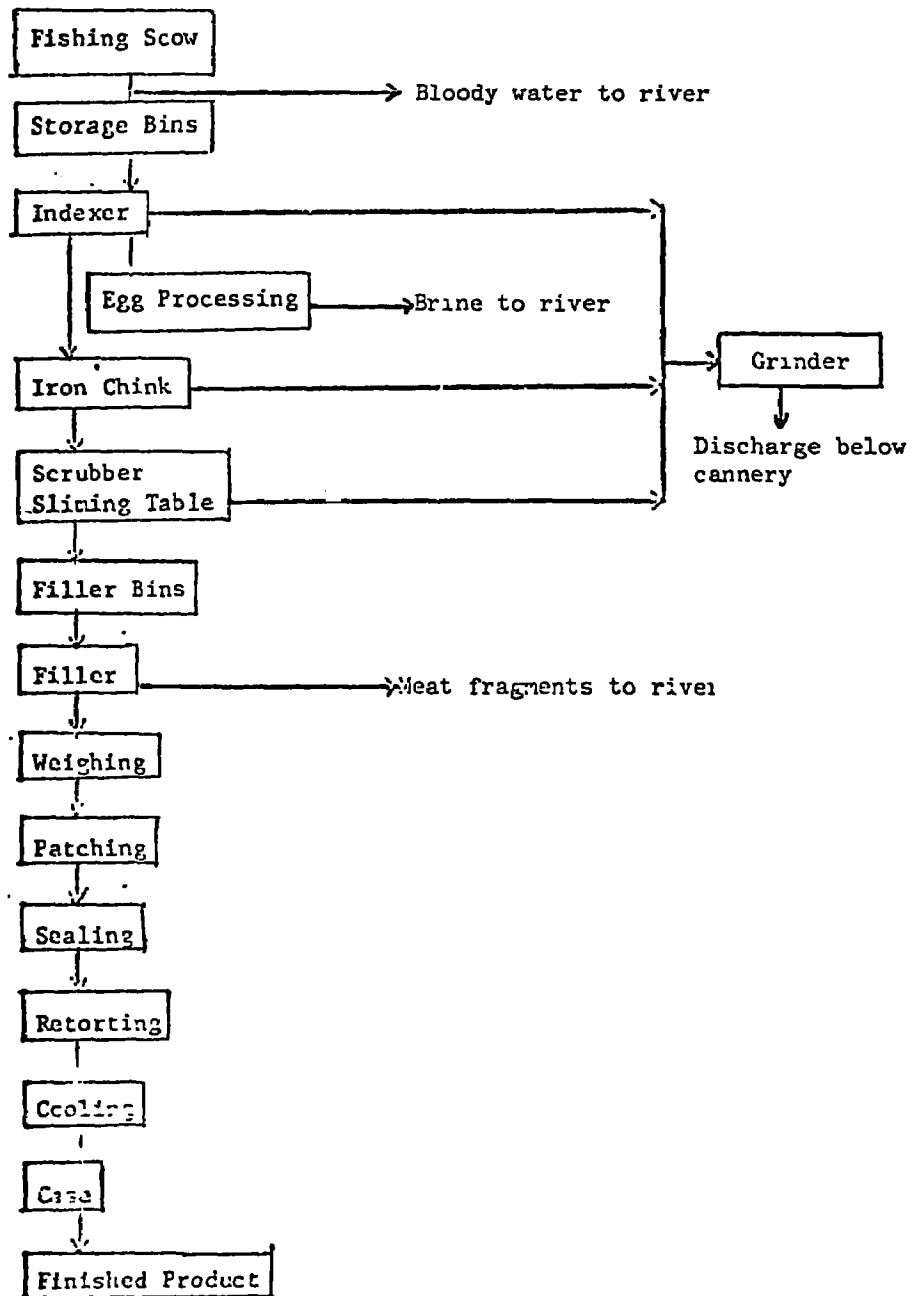 Fishing Scow
Bloody water to river
Storage Bins
Indexer
Egg Processing
Brine to river
Grinder
Iron Chink
Discharge below
cannery
Scrubber
Sliming Table
Filler Bins
Filler
Meat fragments to river
Weighing
Patching
Sealing
Retorting
Cooling
Case
Finished Product